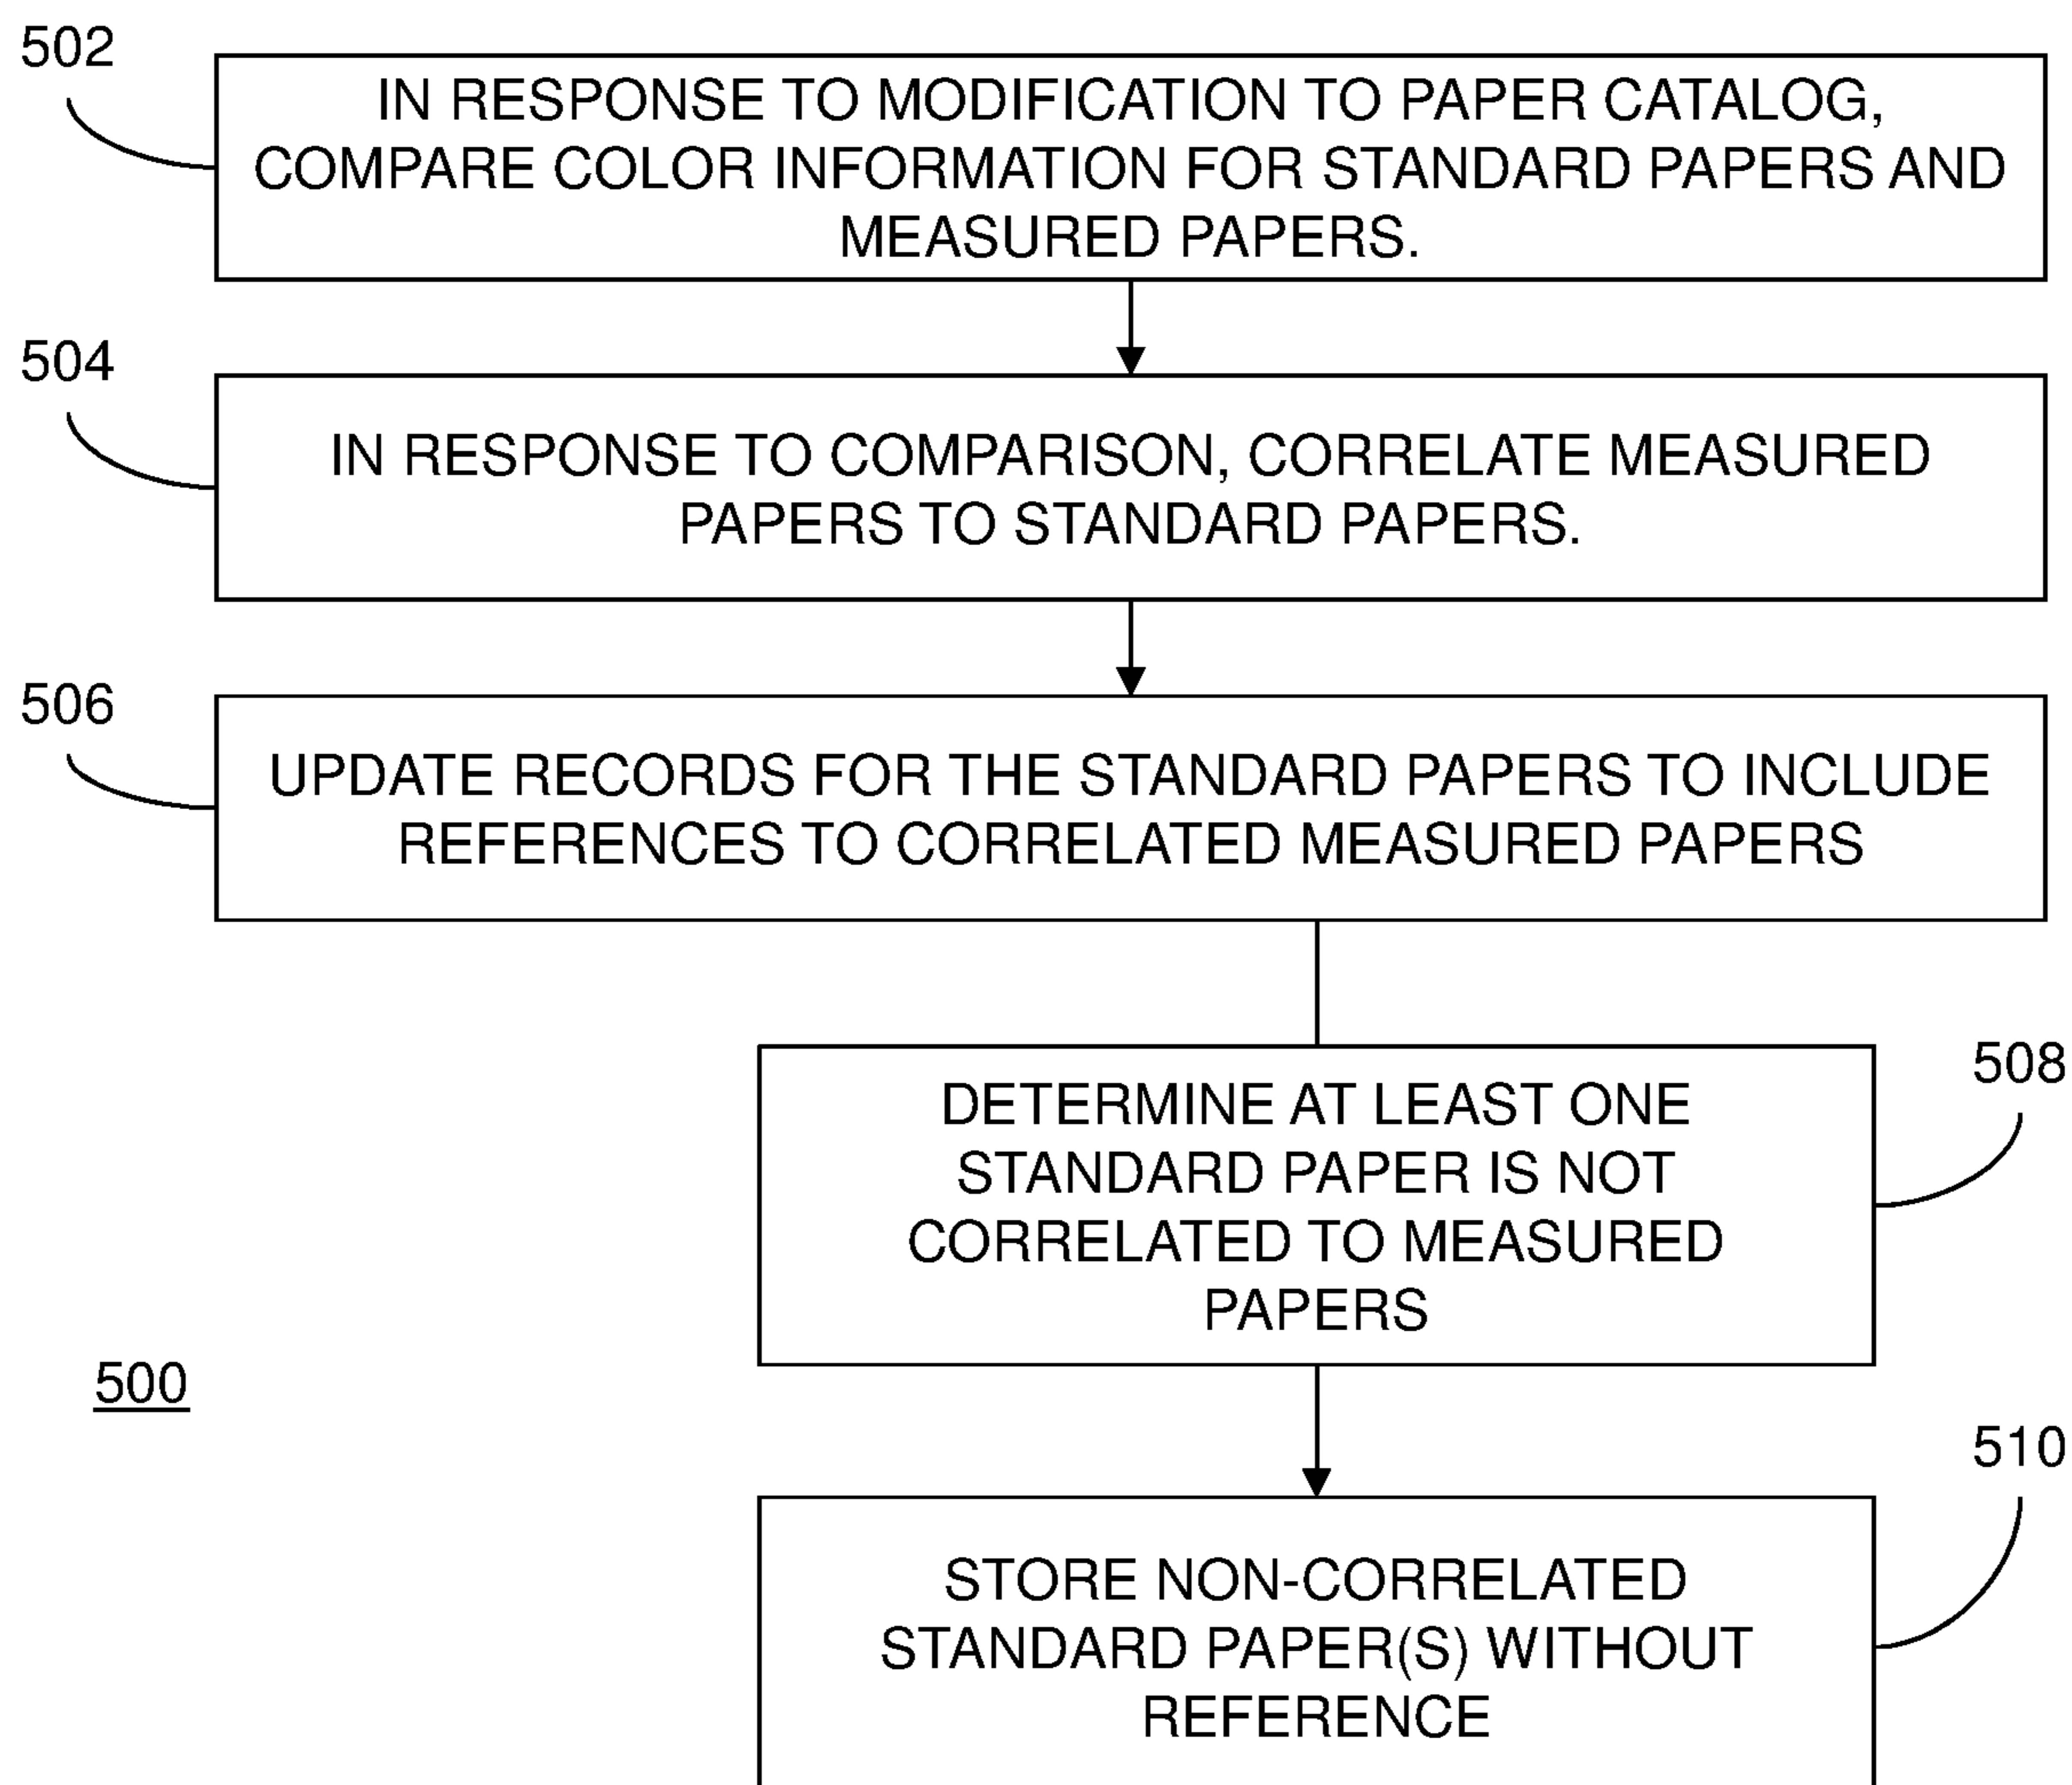 502
IN RESPONSE TO MODIFICATION TO PAPER CATALOG,
COMPARE COLOR INFORMATION FOR STANDARD PAPERS AND
MEASURED PAPERS.
504
IN RESPONSE TO COMPARISON, CORRELATE MEASURED
PAPERS TO STANDARD PAPERS.
506
UPDATE RECORDS FOR THE STANDARD PAPERS TO INCLUDE
REFERENCES TO CORRELATED MEASURED PAPERS
508
DETERMINE AT LEAST ONE
STANDARD PAPER IS NOT
CORRELATED TO MEASURED
PAPERS
500
510
STORE NON-CORRELATED
STANDARD PAPER(S) WITHOUT
REFERENCE